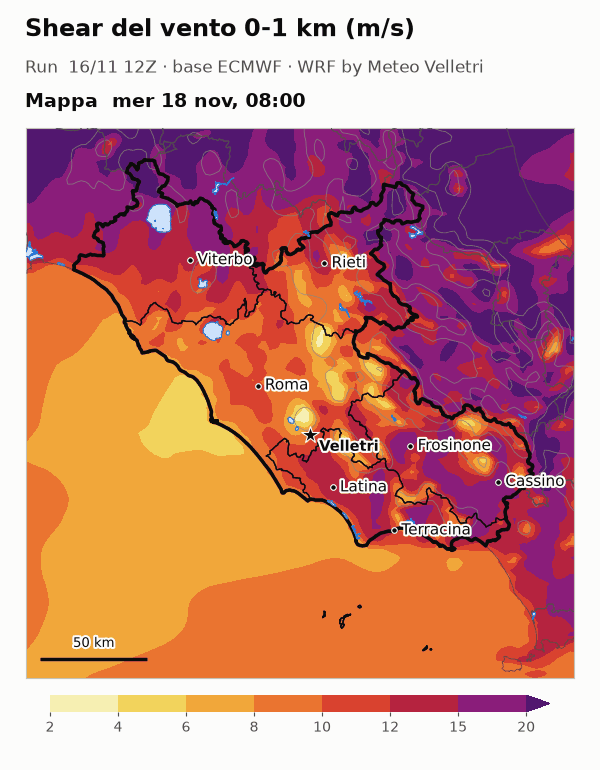 Shear del vento 0-1 km (m/s)
Run 16/11 12Z · base ECMWF · WRF by Meteo Velletri
Mappa mer 18 nov, 08:00
Viterbo
Rieti
Roma
Velletri
Frosinone
Cassino
Latina
Terracina
50 km
2 4 6 8 10 12 15 20